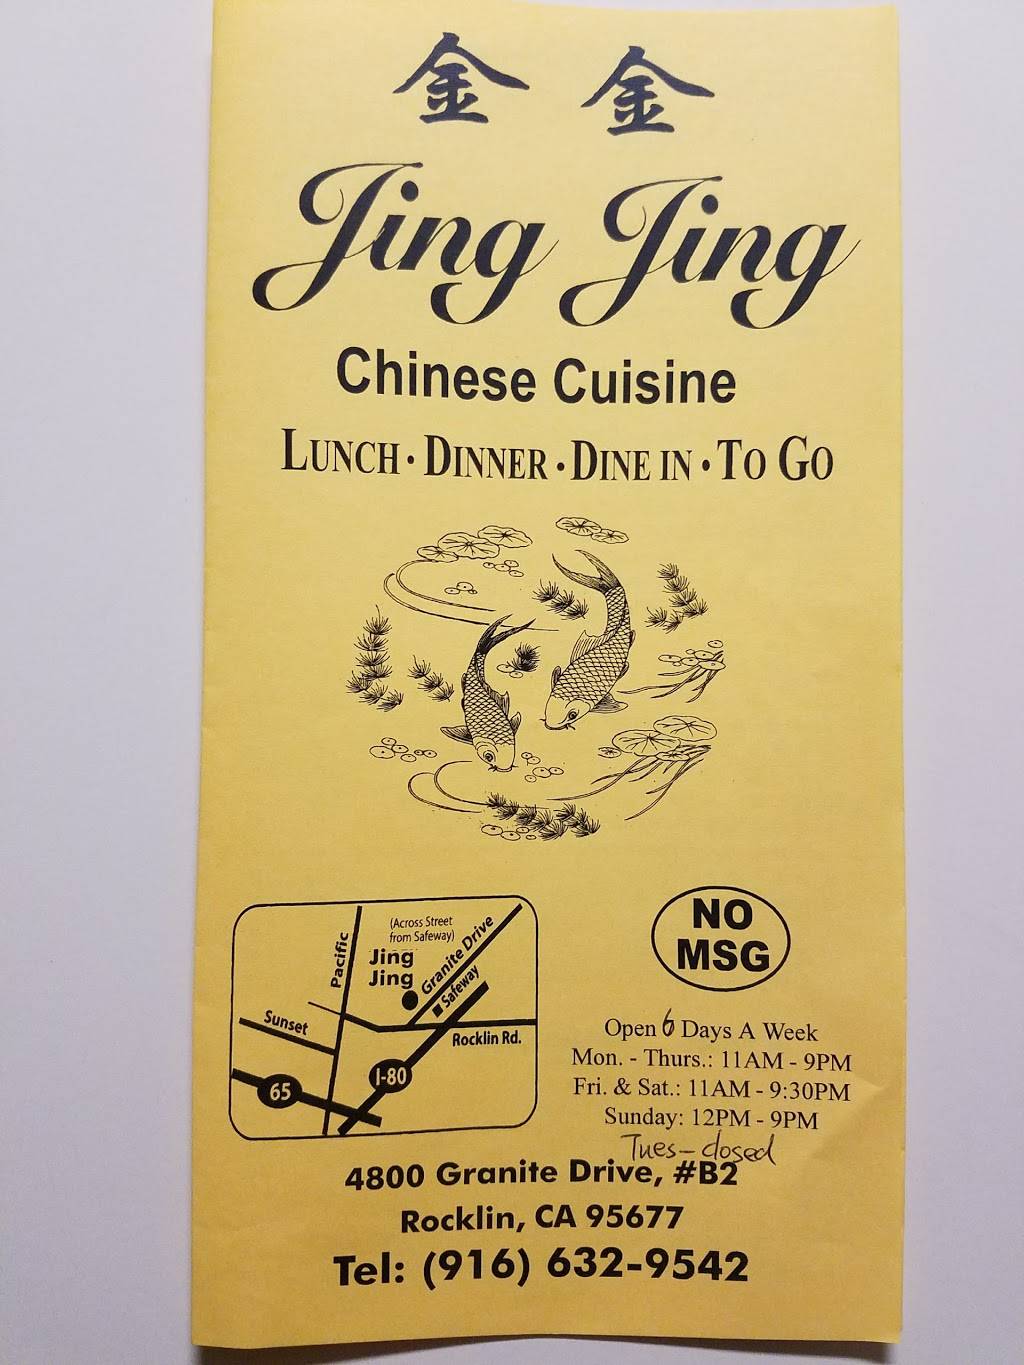 金 金
Jing Jing
Chinese Cuisine
LUNCH · DINNER · DINE IN · TO GO
(Across Street
from Safeway)
Jing
Jing
Pacific
Granite Drive
Safeway
Sunset
Rocklin Rd.
I-80
65
NO
MSG
Open 6 Days A Week
Mon. - Thurs.: 11AM - 9PM
Fri. & Sat.: 11AM - 9:30PM
Sunday: 12PM - 9PM
Tues - closed
4800 Granite Drive, #B2
Rocklin, CA 95677
Tel: (916) 632-9542